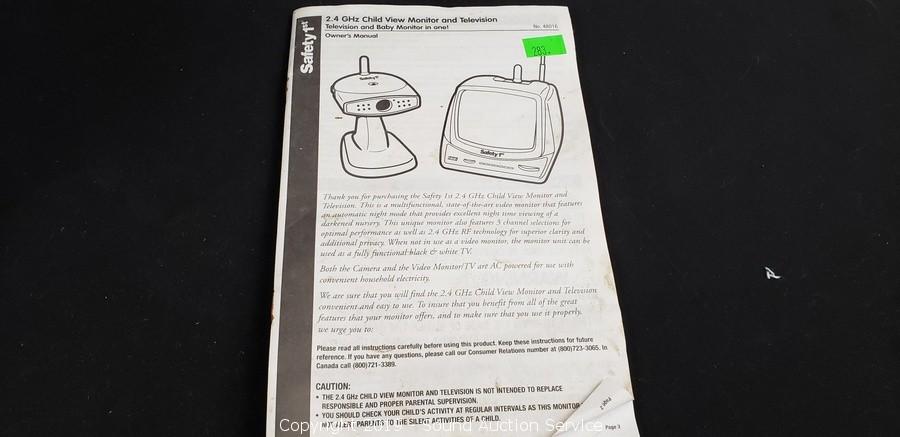 2.4 GHz Child View Monitor and Television
Television and Baby Monitor in one!
No. 48016
Owner's Manual
Safety 1st
283.
Safety 1st
Safety 1st
Thank you for purchasing the Safety 1st 2.4 GHz Child View Monitor and
Television. This is a multifunctional, state-of-the-art video monitor that features
an automatic night mode that provides excellent night time viewing of a
darkened nursery. This unique monitor also features 3 channel selections for
optimal performance as well as 2.4 GHz RF technology for superior clarity and
additional privacy. When not in use as a video monitor, the monitor unit can be
used as a fully functional black & white TV.
Both the Camera and the Video Monitor/TV are AC powered for use with
convenient household electricity.
We are sure that you will find the 2.4 GHz Child View Monitor and Television
convenient and easy to use. To insure that you benefit from all of the great
features that your monitor offers, and to make sure that you use it properly,
we urge you to:
Please read all instructions carefully before using this product. Keep these instructions for future
reference. If you have any questions, please call our Consumer Relations number at (800)723-3065. In
Canada call (800)721-3389.
CAUTION:
• THE 2.4 GHz CHILD VIEW MONITOR AND TELEVISION IS NOT INTENDED TO REPLACE
RESPONSIBLE AND PROPER PARENTAL SUPERVISION.
• YOU SHOULD CHECK YOUR CHILD'S ACTIVITY AT REGULAR INTERVALS AS THIS MONITOR
NOT ALERT PARENTS TO THE SILENT ACTIVITIES OF A CHILD.
Page 2
Page 3
Copyright 2019 - Sound Auction Service